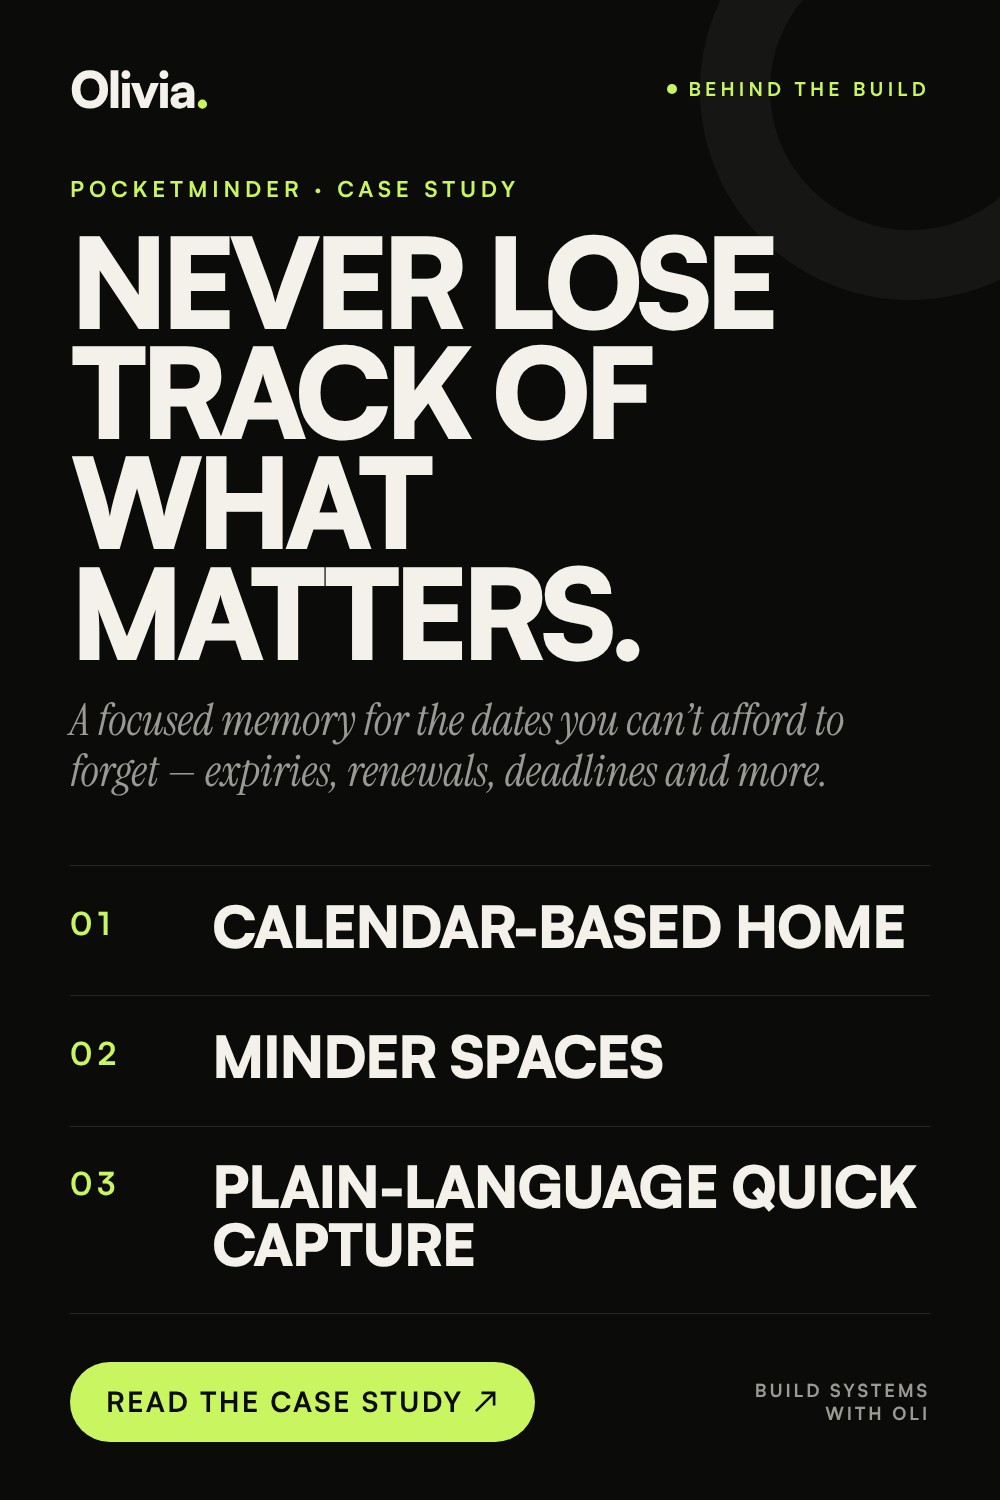 Olivia.
BEHIND THE BUILD
POCKETMINDER · CASE STUDY
NEVER LOSE
TRACK OF
WHAT
MATTERS.
A focused memory for the dates you can’t afford to
forget — expiries, renewals, deadlines and more.
01 CALENDAR-BASED HOME
02 MINDER SPACES
03 PLAIN-LANGUAGE QUICK
CAPTURE
READ THE CASE STUDY ↗
BUILD SYSTEMS
WITH OLI